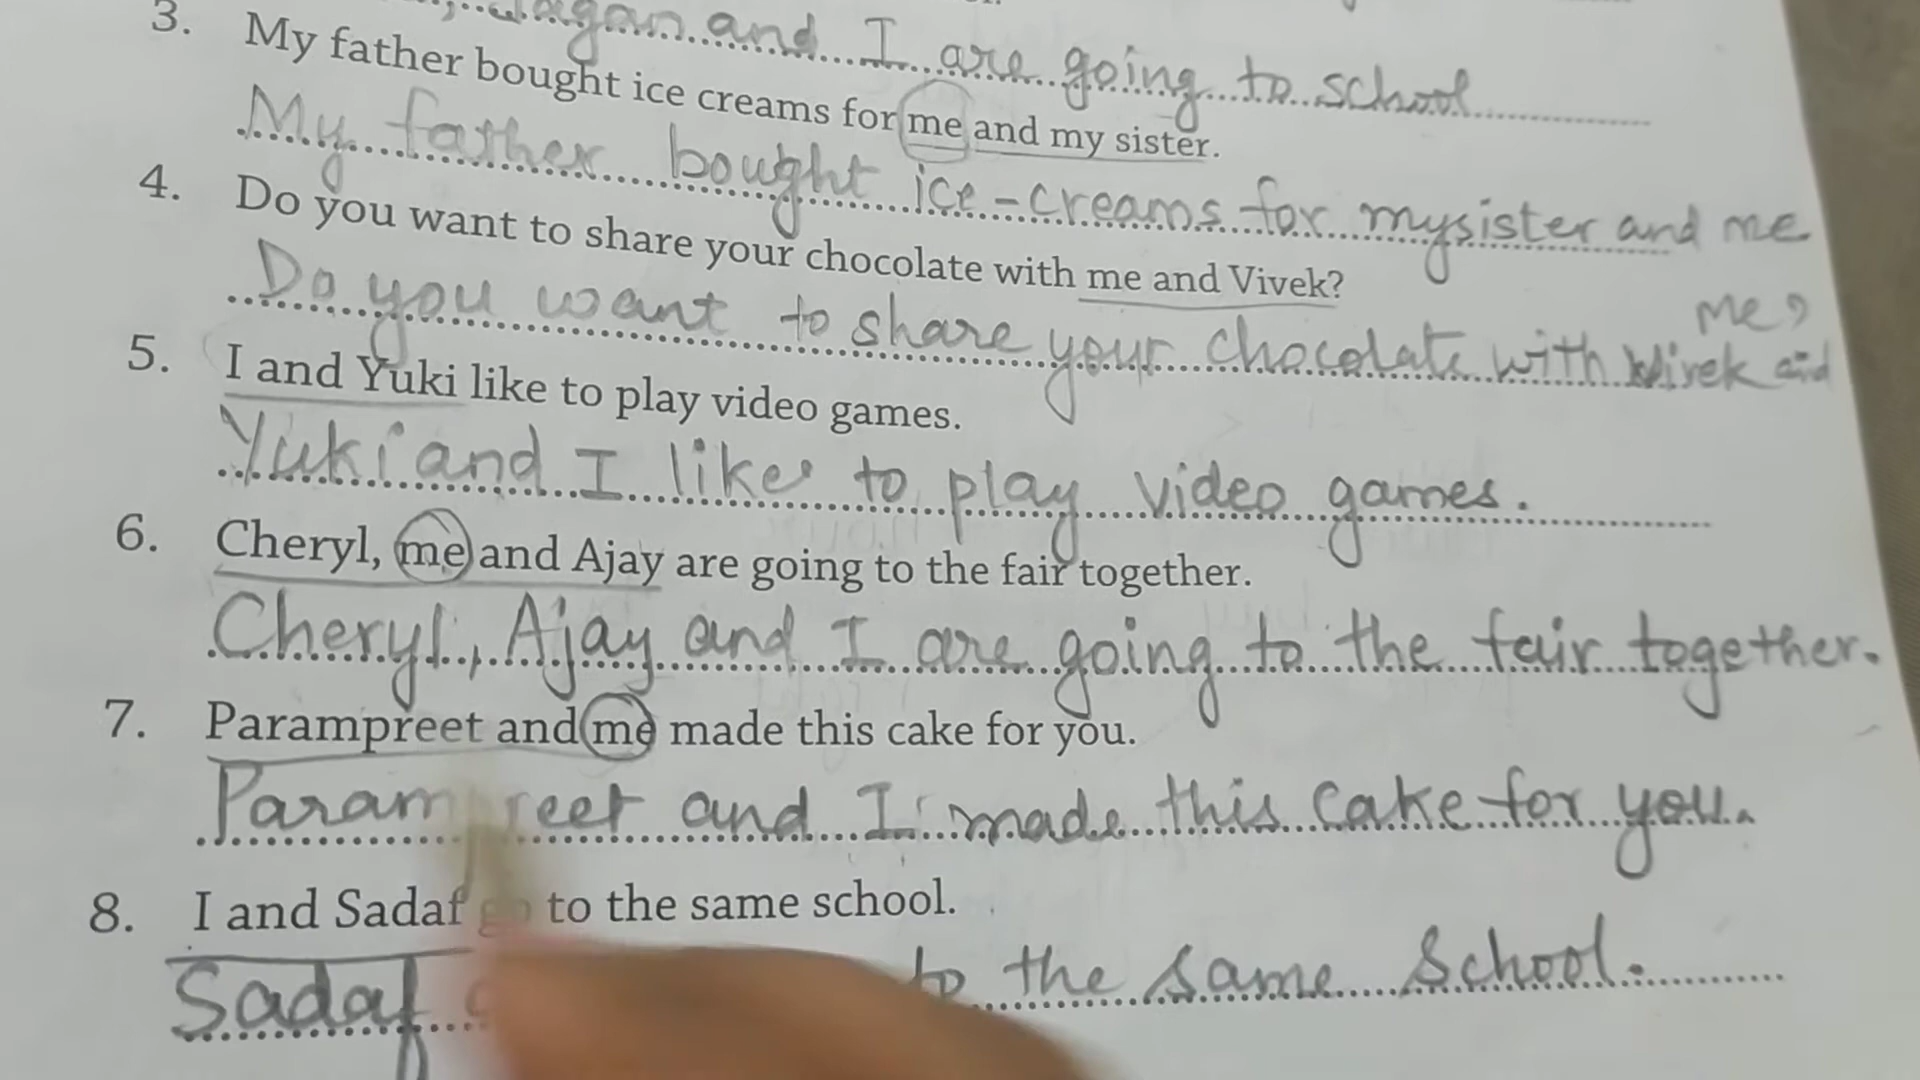 and I are going to school
3. My father bought ice creams for me and my sister.
My father bought ice-creams for my sister and me
4. Do you want to share your chocolate with me and Vivek?
me?
Do you want to share your chocolate with Vivek and
5. I and Yuki like to play video games.
Yuki and I like to play video games.
6. Cheryl, me and Ajay are going to the fair together.
Cheryl, Ajay and I are going to the fair together.
7. Parampreet and me made this cake for you.
and I made this cake for you.
8. I and Sadaf to the same school.
Sadaf to the same school.